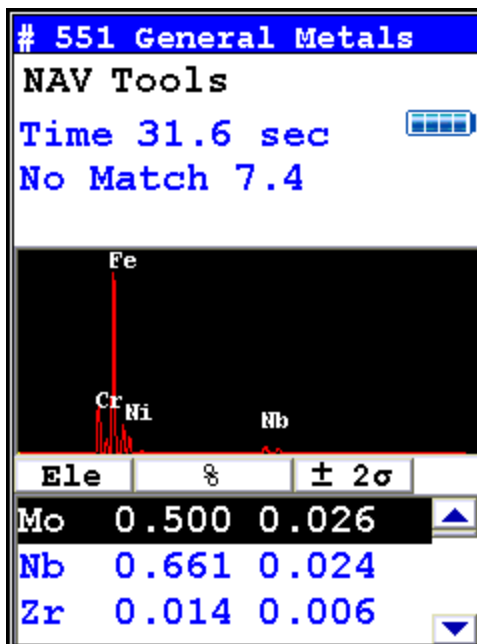 # 551 General Metals
NAV Tools
Time 31.6 sec
No Match 7.4
Fe
Cr
Ni
Nb
Ele % ± 2σ
Mo 0.500 0.026
Nb 0.661 0.024
Zr 0.014 0.006